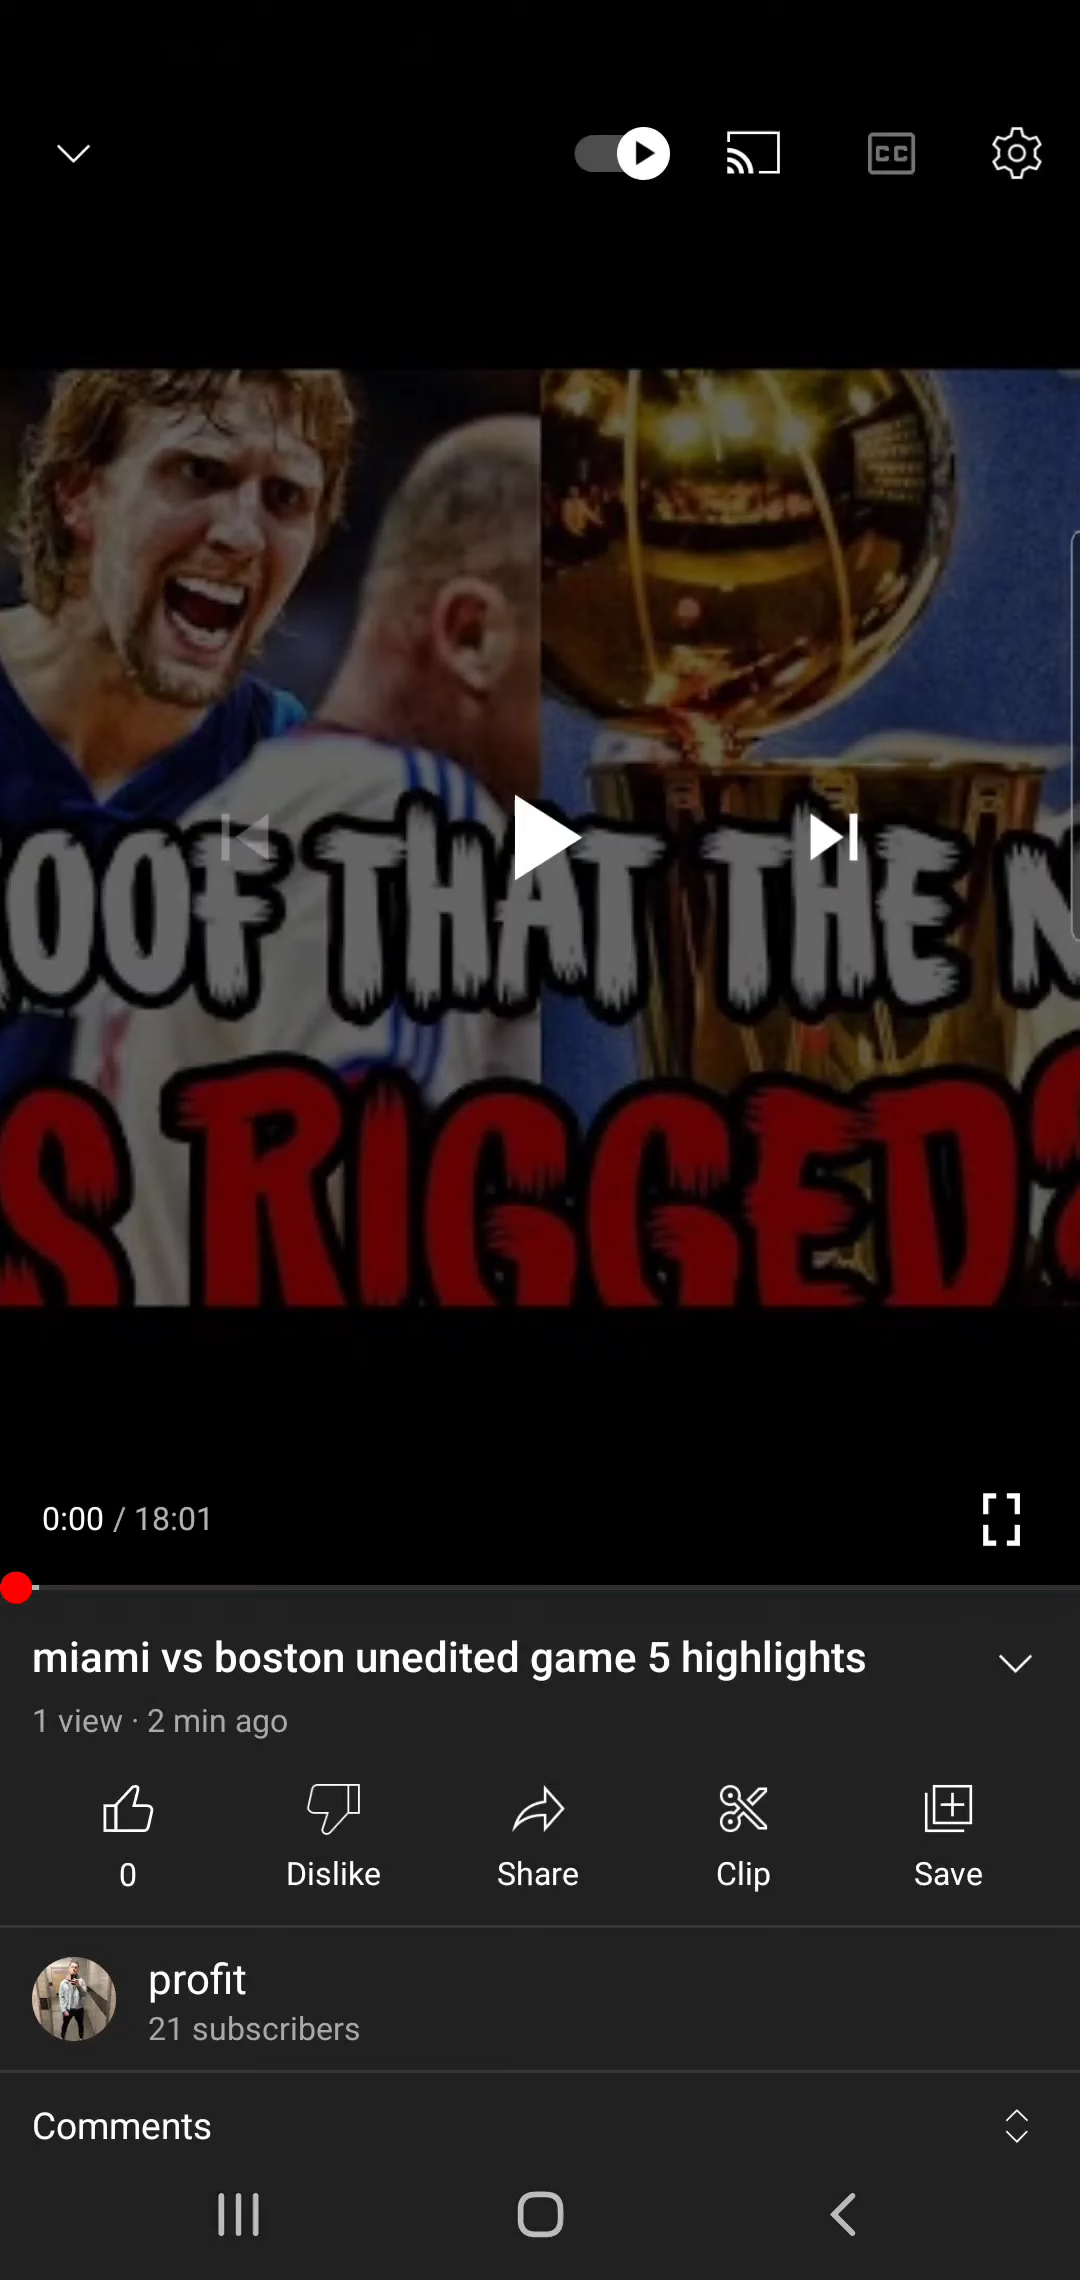 CC
OOF THAT THE
S RIGGED?
0:00 / 18:01
miami vs boston unedited game 5 highlights
1 view · 2 min ago
0
Dislike
Share
Clip
Save
profit
21 subscribers
Comments